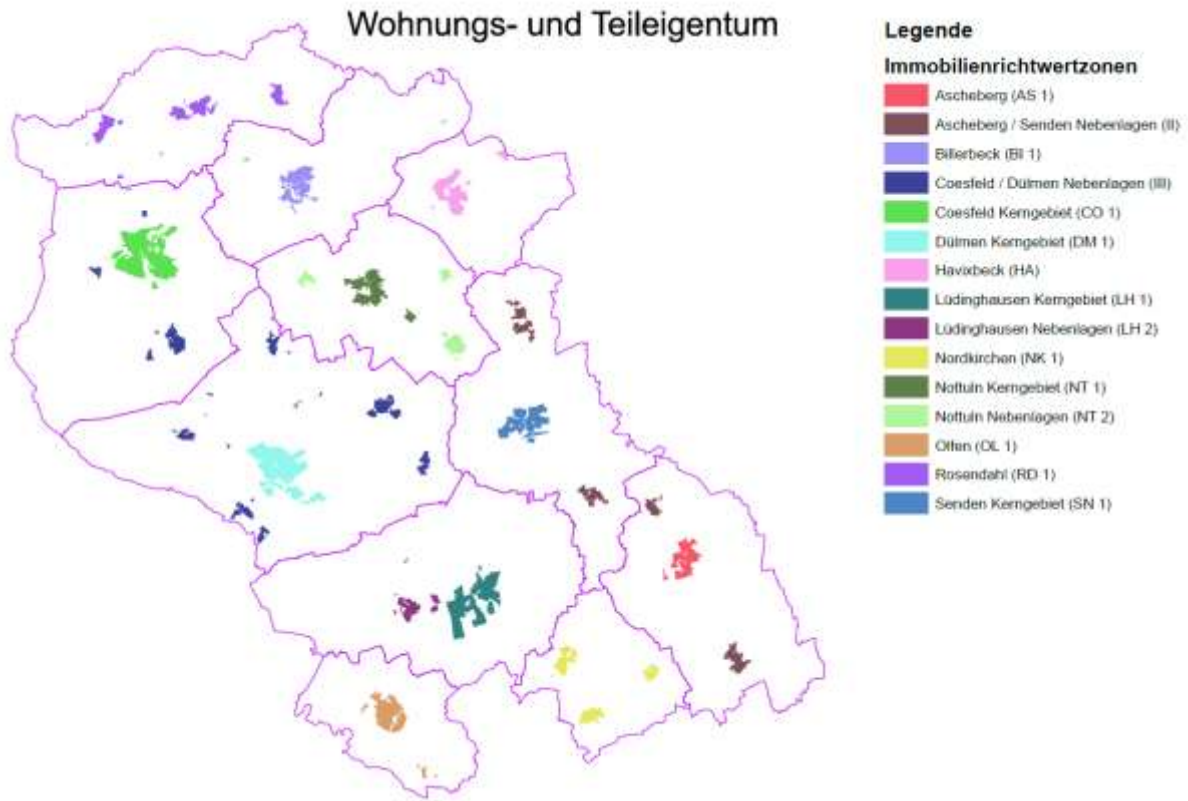 Wohnungs- und Teileigentum
Legende
Immobilienrichtwertzonen
Ascheberg (AS 1)
Ascheberg / Senden Nebenlagen (II)
Billerbeck (BI 1)
Coesfeld / Dülmen Nebenlagen (III)
Coesfeld Kerngebiet (CO 1)
Dülmen Kerngebiet (DM 1)
Havixbeck (HA)
Lüdinghausen Kerngebiet (LH 1)
Lüdinghausen Nebenlagen (LH 2)
Nordkirchen (NK 1)
Nottuln Kerngebiet (NT 1)
Nottuln Nebenlagen (NT 2)
Olfen (OL 1)
Rosendahl (RD 1)
Senden Kerngebiet (SN 1)